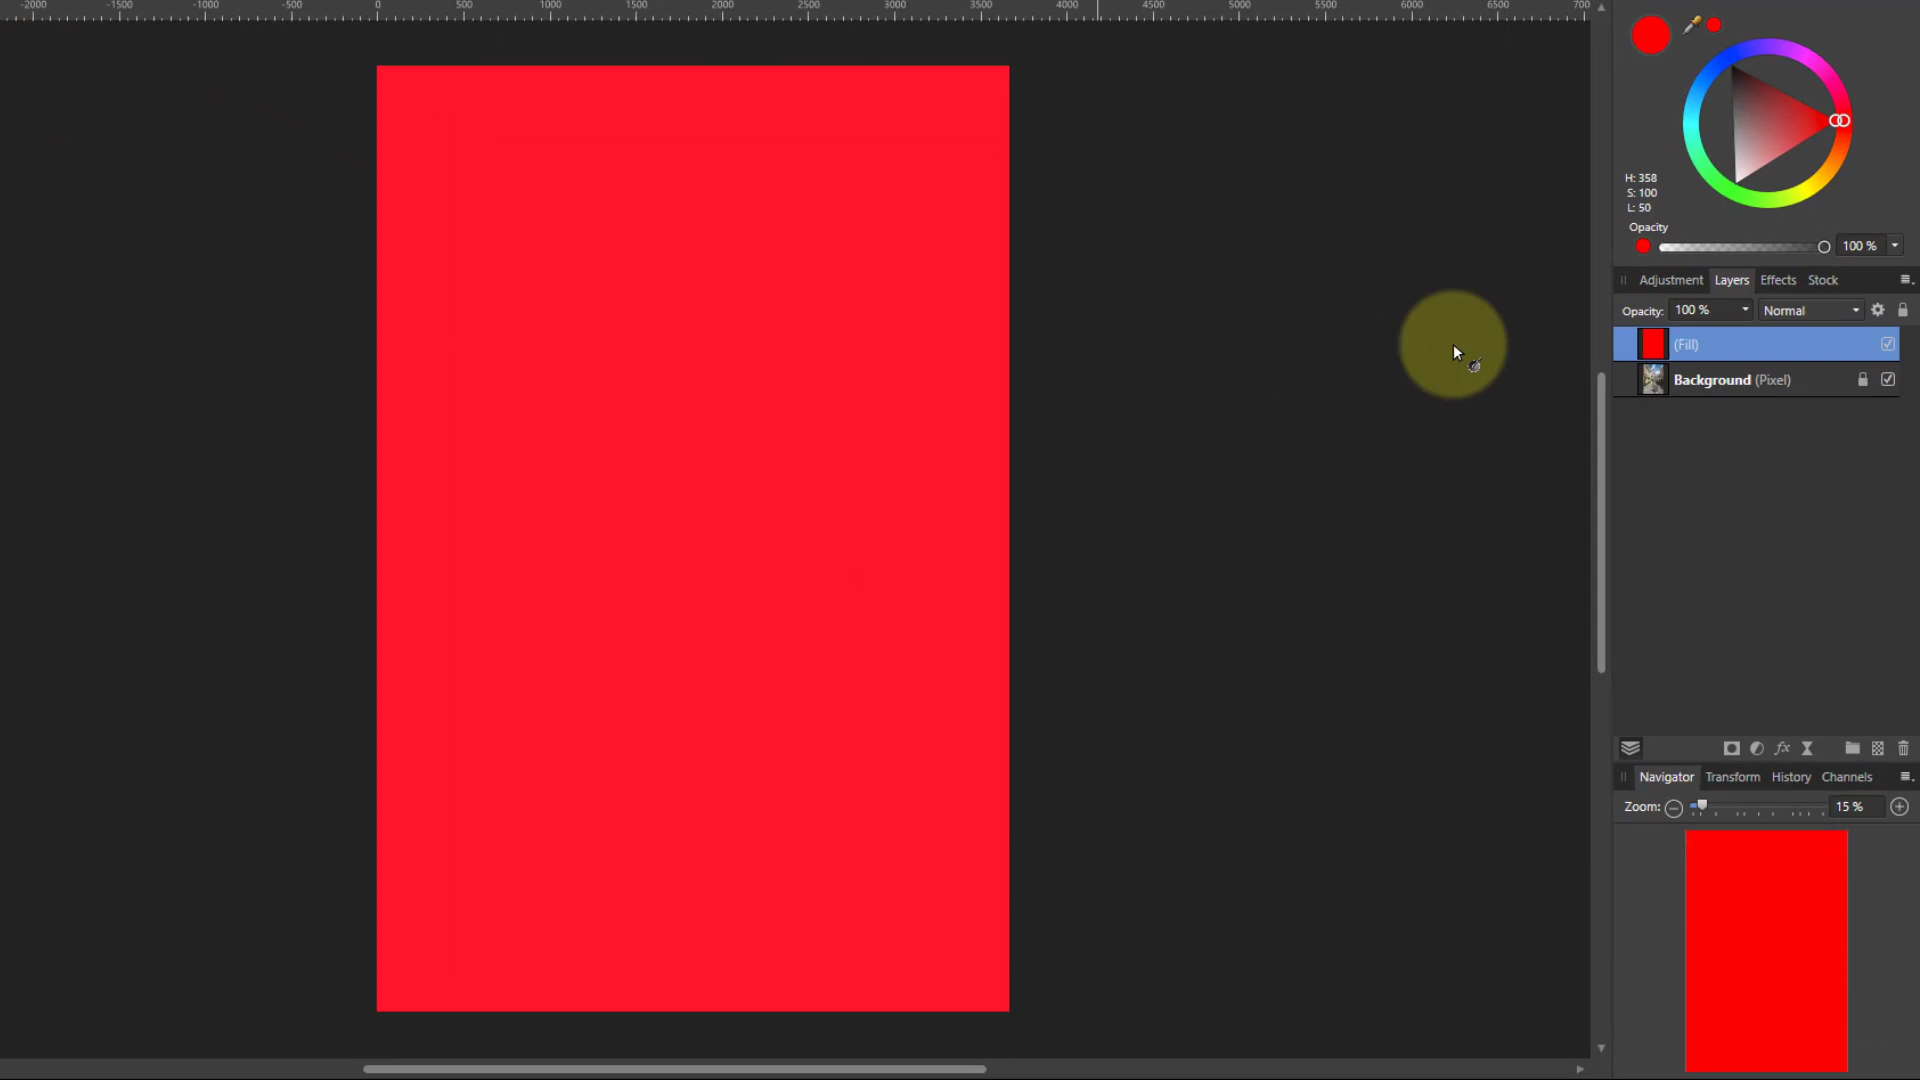 -2000 -1500 -1000 -500 0 500 1000 1500 2000 2500 3000 3500 4000 4500 5000 5500 6000 6500 700
H: 358
S: 100
L: 50
Opacity
100 %
Adjustment Layers Effects Stock
Opacity: 100 % Normal
(Fill)
Background (Pixel)
fx
Navigator Transform History Channels
Zoom: 15 %